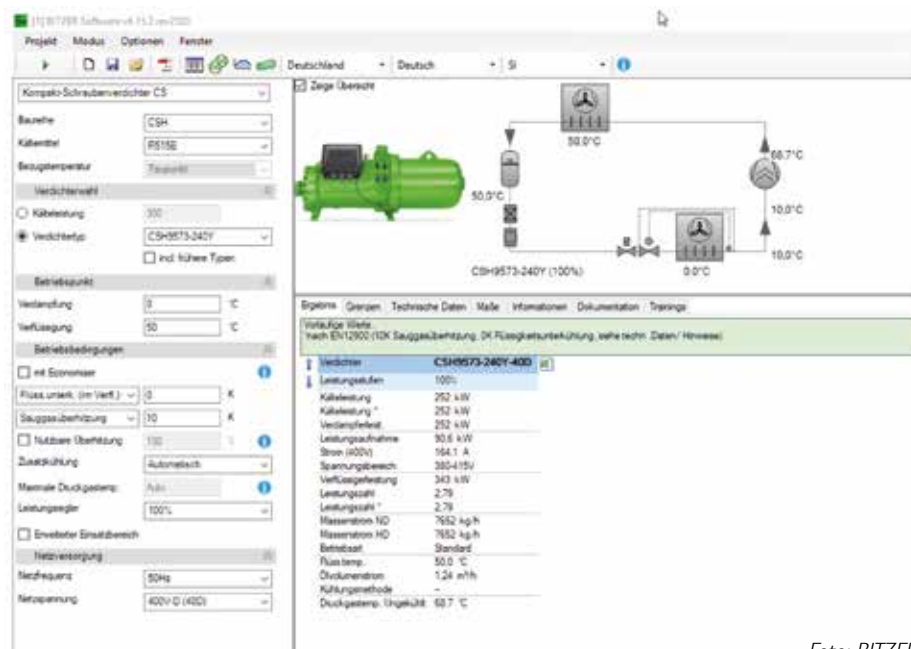 [1] BITZER Software v6.15.2 rev2500
Projekt Modus Optionen Fenster
Deutschland Deutsch SI
Kompakt-Schraubenverdichter CS
Baureihe CSH
Kältemittel
Bezugstemperatur Taupunkt
Verdichterwahl
Kälteleistung 300
Verdichtertyp CSH9573-240Y
incl. frühere Typen
Betriebspunkt
Verdampfung 0 °C
Verflüssigung 50 °C
Betriebsbedingungen
mit Economiser
Flüss.unterk. (im Verfl.) 0 K
Sauggasüberhitzung 10 K
Nutzbare Überhitzung 100
Zusatzkühlung Automatisch
Maximale Druckgastemp. Auto
Leistungsregler 100%
Erweiterter Einsatzbereich
Netzversorgung
Netzfrequenz 50Hz
Netzspannung 400V-D (40D)
Zeige Übersicht
50.0°C
68.7°C
50,0°C
10,0°C
10,0°C
0.0°C
CSH9573-240Y (100%)
Ergebnis Grenzen Technische Daten Maße Informationen Dokumentation Trainings
Vorläufige Werte.
nach EN12900 (10K Sauggasüberhitzung, 0K Flüssigkeitsunterkühlung, siehe techn. Daten / Hinweise)
Verdichter CSH9573-240Y-40D
Leistungsstufen 100%
Kälteleistung 252 kW
Kälteleistung * 252 kW
Verdampferleist. 252 kW
Leistungsaufnahme 90,6 kW
Strom (400V) 164.1 A
Spannungsbereich 380-415V
Verflüssigerleistung 343 kW
Leistungszahl 2,79
Leistungszahl * 2,79
Massenstrom ND 7652 kg/h
Massenstrom HD 7652 kg/h
Betriebsart Standard
Flüss.temp. 50.0 °C
Ölvolumenstrom 1,24 m³/h
Kühlungsmethode --
Druckgastemp. Ungekühlt 68.7 °C
Foto: BITZER